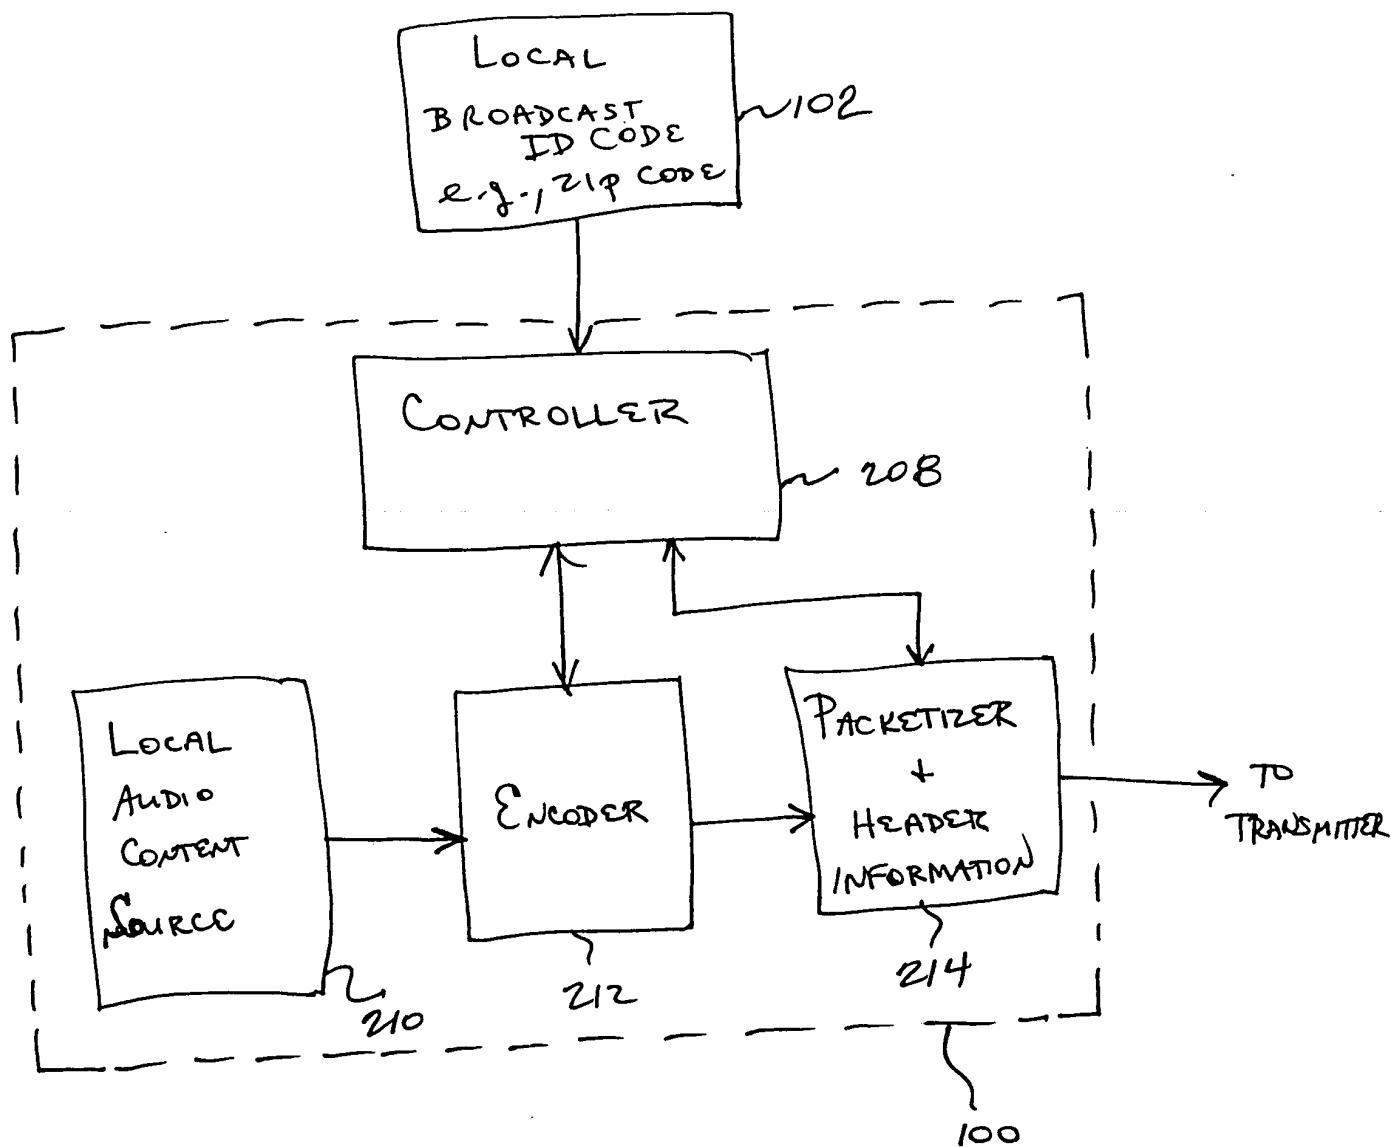 LOCAL
BROADCAST
ID CODE
e.g., ZIP CODE
102
CONTROLLER
208
LOCAL
AUDIO
CONTENT
SOURCE
210
ENCODER
212
PACKETIZER
+
HEADER
INFORMATION
214
TO
TRANSMITTER
100